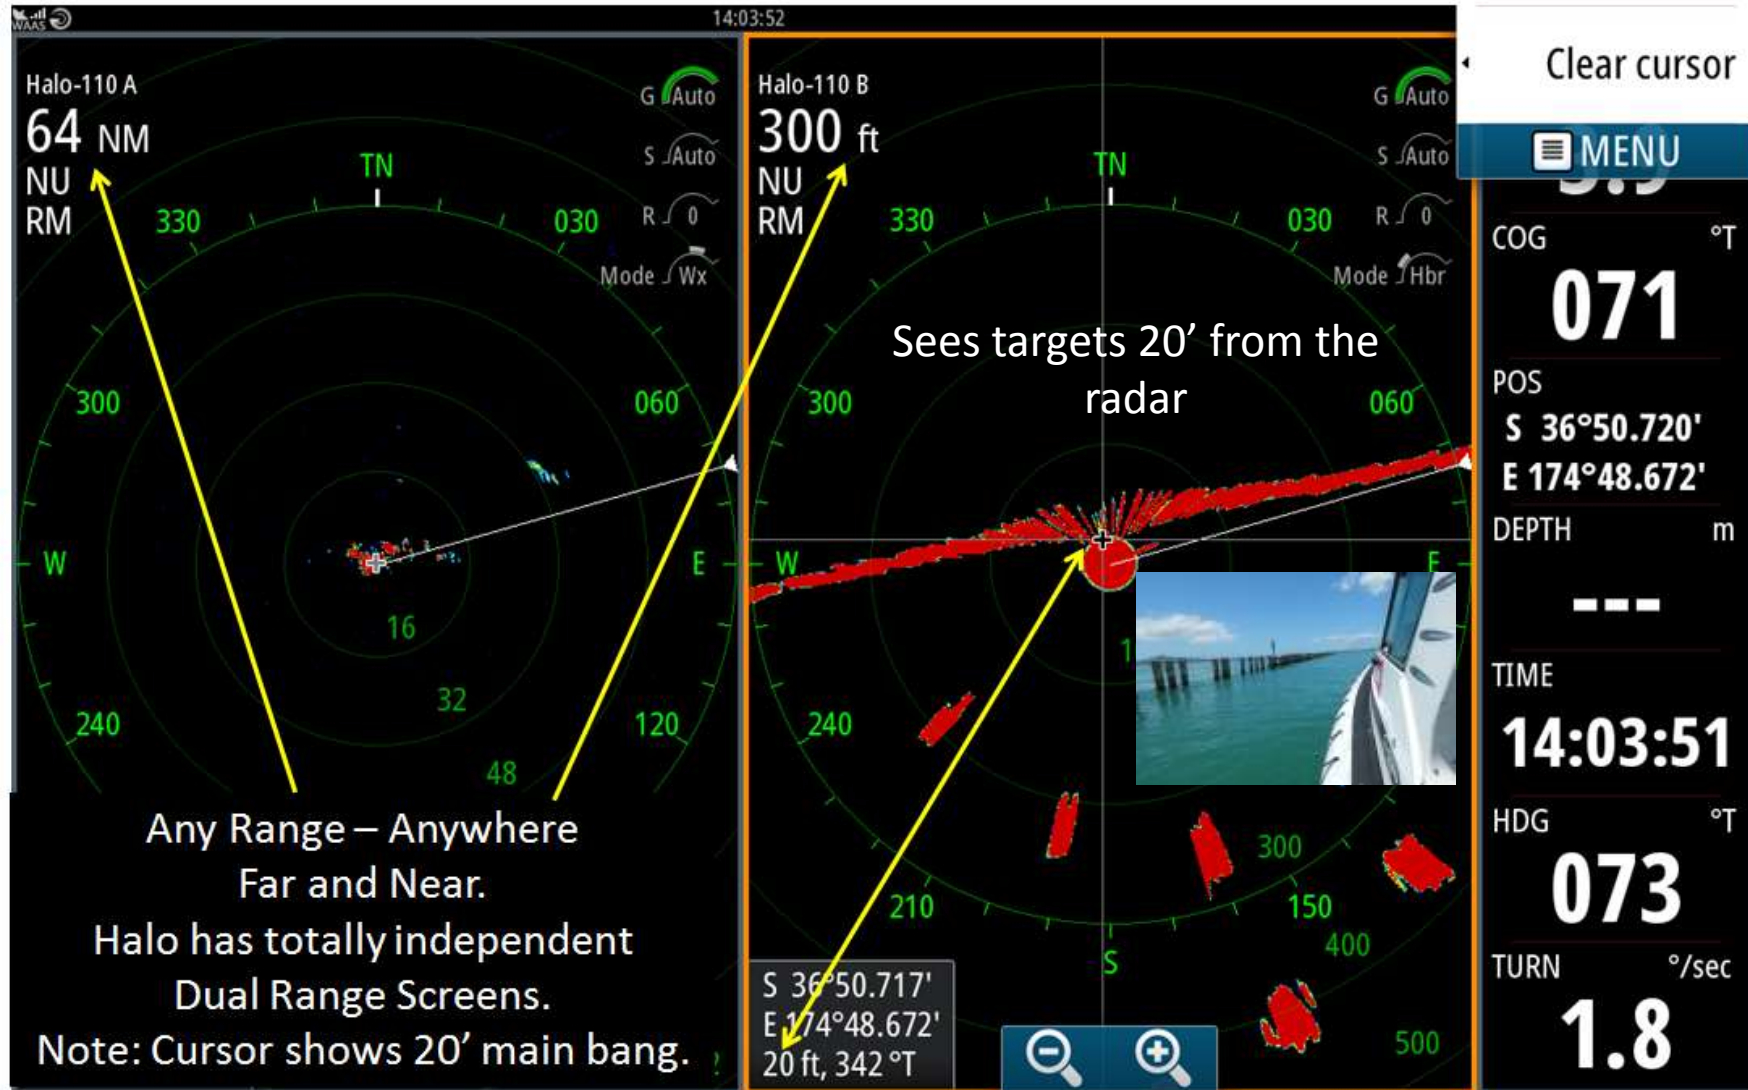 WAAS
14:03:52
Halo-110 A
64 NM
NU
RM
G Auto
S Auto
R 0
Mode Wx
TN
330
030
300
060
W
E
16
240
120
32
48
Any Range – Anywhere
Far and Near.
Halo has totally independent
Dual Range Screens.
Note: Cursor shows 20’ main bang.
Halo-110 B
300 ft
NU
RM
G Auto
S Auto
R 0
Mode Hbr
TN
330
030
Sees targets 20’ from the
radar
300
060
W
E
240
300
210
150
400
S
500
S 36°50.717'
E 174°48.672'
20 ft, 342 °T
Clear cursor
MENU
COG °T
071
POS
S 36°50.720'
E 174°48.672'
DEPTH m
---
TIME
14:03:51
HDG °T
073
TURN °/sec
1.8